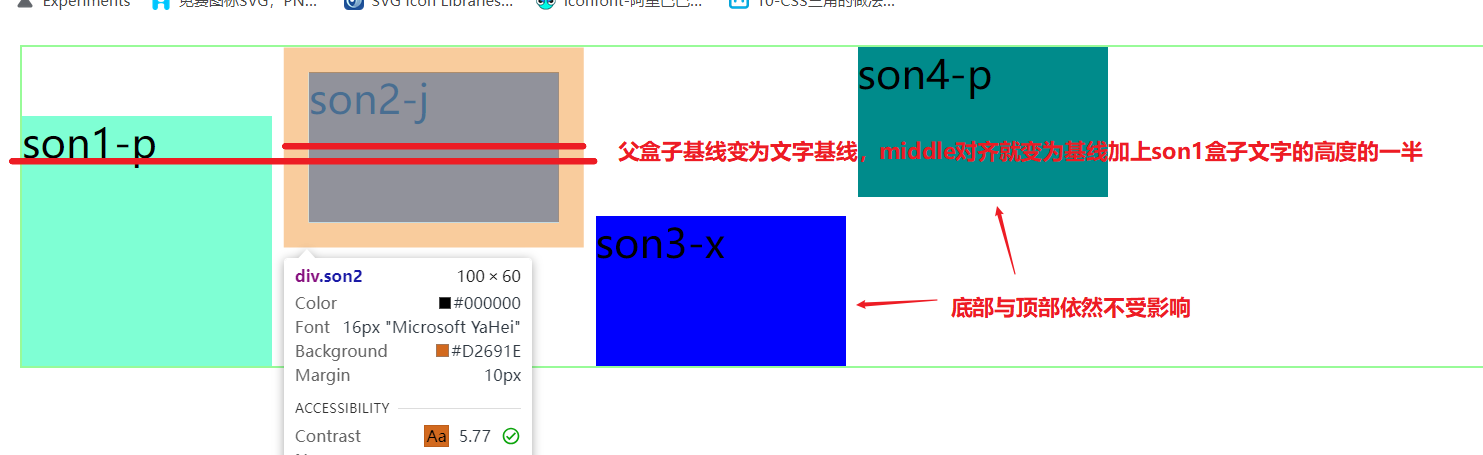 Experiments 免费图标SVG，PN... SVG Icon Libraries... iconfont-阿里巴巴... 10-CSS三角的做法...
son1-p
son2-j
son4-p
父盒子基线变为文字基线，middle对齐就变为基线加上son1盒子文字的高度的一半
son3-x
底部与顶部依然不受影响
div.son2 100 × 60
Color #000000
Font 16px "Microsoft YaHei"
Background #D2691E
Margin 10px
ACCESSIBILITY
Contrast Aa 5.77